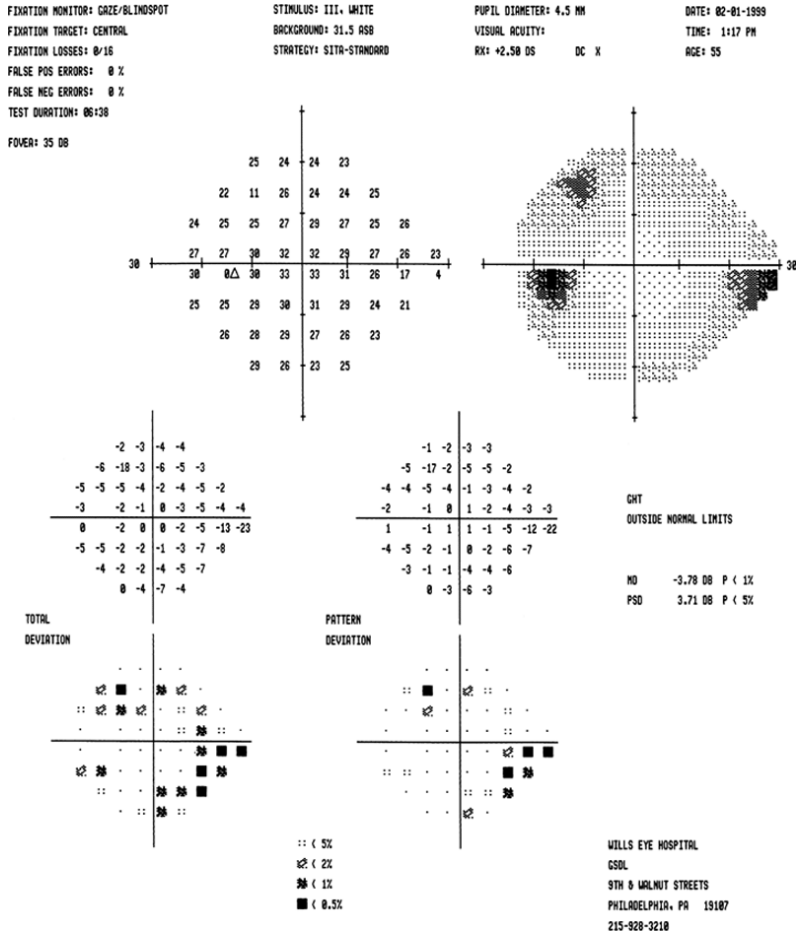 FIXATION MONITOR: GAZE/BLINDSPOT
FIXATION TARGET: CENTRAL
FIXATION LOSSES: 0/16
FALSE POS ERRORS: 0 %
FALSE NEG ERRORS: 0 %
TEST DURATION: 06:38
FOVEA: 35 DB
STIMULUS: III, WHITE
BACKGROUND: 31.5 ASB
STRATEGY: SITA-STANDARD
PUPIL DIAMETER: 4.5 MM
VISUAL ACUITY:
RX: +2.50 DS DC X
DATE: 02-01-1999
TIME: 1:17 PM
AGE: 55
25 24 24 23
22 11 26 24 24 25
24 25 25 27 29 27 25 26
27 27 30 32 32 29 27 26 23
30 30
30 0 30 33 33 31 26 17 4
25 25 29 30 31 29 24 21
26 28 29 27 26 23
29 26 23 25
-2 -3 -4 -4
-6 -18 -3 -6 -5 -3
-5 -5 -5 -4 -2 -4 -5 -2
-3 -2 -1 0 -3 -5 -4 -4
0 -2 0 0 -2 -5 -13 -23
-5 -5 -2 -2 -1 -3 -7 -8
-4 -2 -2 -4 -5 -7
0 -4 -7 -4
TOTAL
DEVIATION
-1 -2 -3 -3
-5 -17 -2 -5 -5 -2
-4 -4 -5 -4 -1 -3 -4 -2
-2 -1 0 1 -2 -4 -3 -3
1 -1 1 1 -1 -5 -12 -22
-4 -5 -2 -1 0 -2 -6 -7
-3 -1 -1 -4 -4 -6
0 -3 -6 -3
PATTERN
DEVIATION
GHT
OUTSIDE NORMAL LIMITS
MD -3.78 DB P < 1%
PSD 3.71 DB P < 5%
< 5%
< 2%
< 1%
< 0.5%
WILLS EYE HOSPITAL
GSDL
9TH & WALNUT STREETS
PHILADELPHIA, PA 19107
215-928-3210